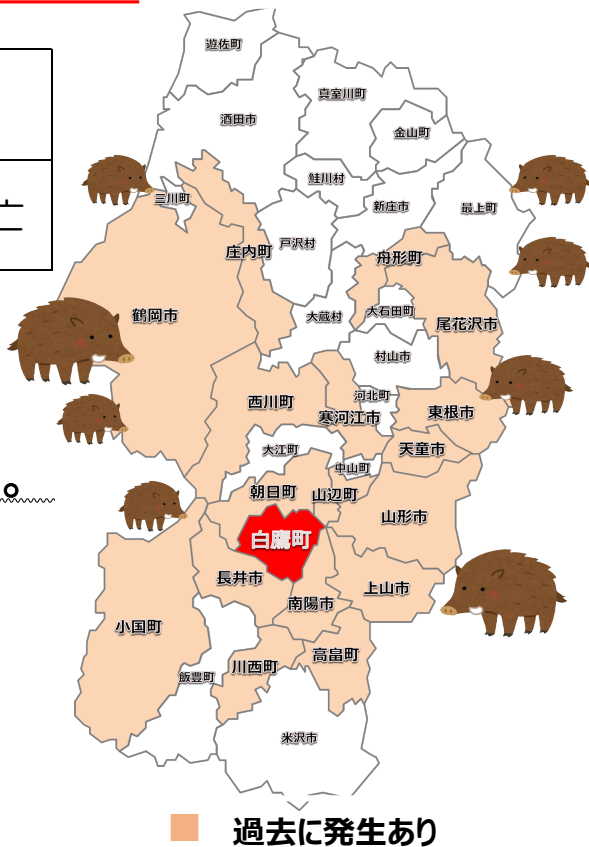 遊佐町
真室川町
酒田市
金山町
鮭川村
三川町
新庄市
最上町
戸沢村
庄内町
舟形町
大石田町
大蔵村
鶴岡市
尾花沢市
村山市
河北町
西川町
寒河江市
東根市
大江町
天童市
中山町
朝日町
山辺町
山形市
白鷹町
長井市
上山市
南陽市
小国町
高畠町
川西町
飯豊町
米沢市
過去に発生あり